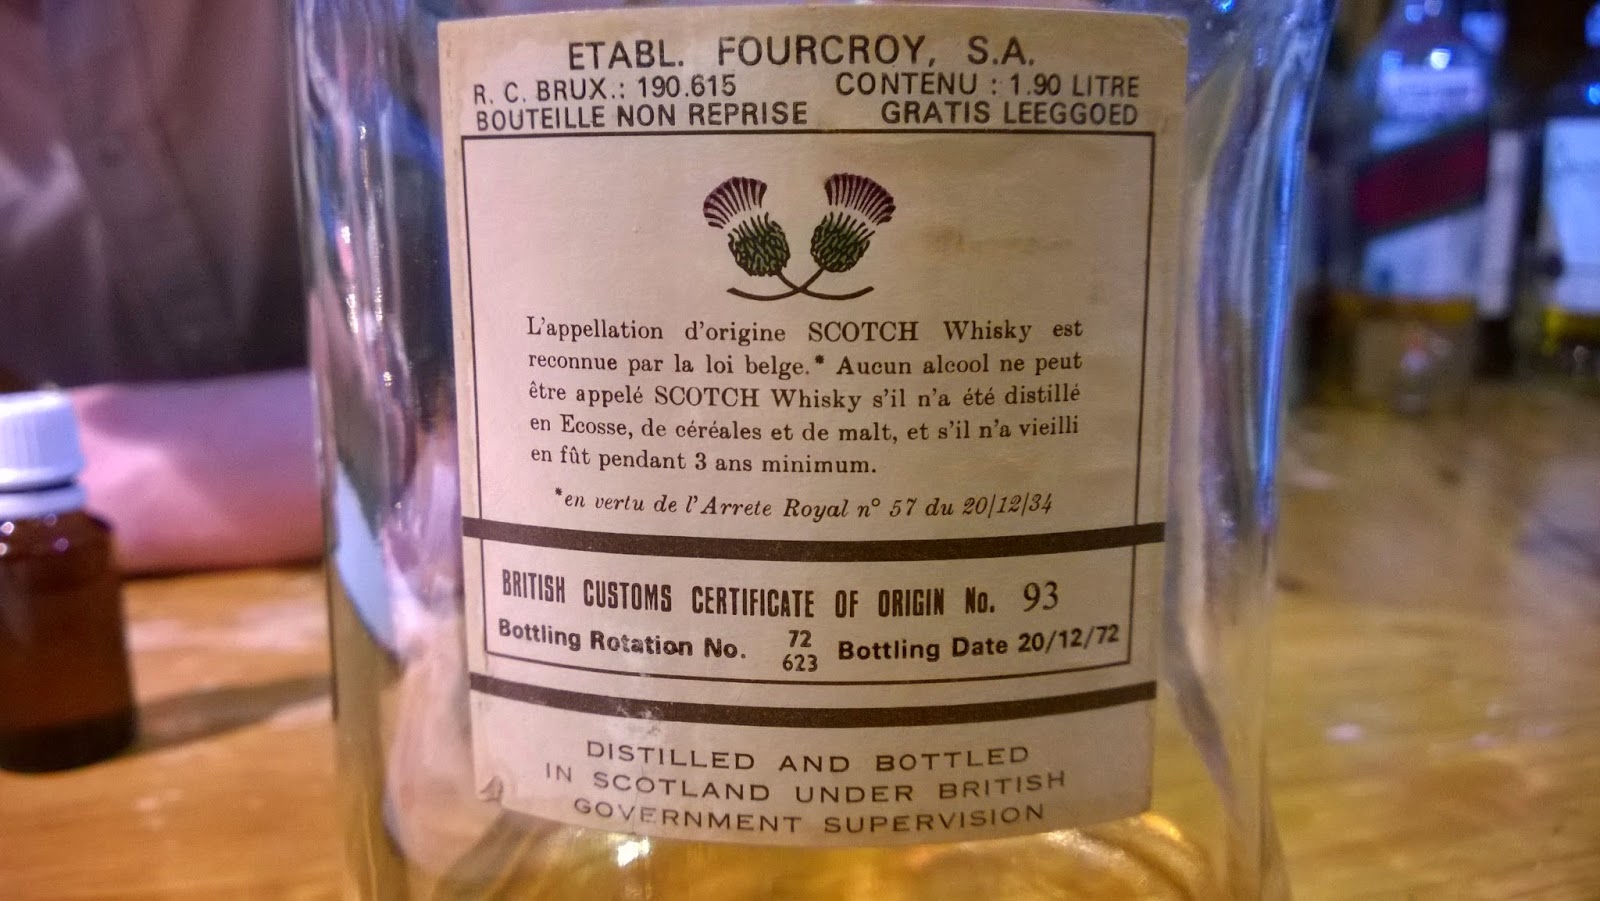 ETABL. FOURCROY, S.A.
R. C. BRUX.: 190.615 CONTENU : 1.90 LITRE
BOUTEILLE NON REPRISE GRATIS LEEGGOED
L'appellation d'origine SCOTCH Whisky est
reconnue par la loi belge.* Aucun alcool ne peut
être appelé SCOTCH Whisky s'il n'a été distillé
en Ecosse, de céréales et de malt, et s'il n'a vieilli
en fût pendant 3 ans minimum.
*en vertu de l'Arrete Royal n° 57 du 20/12/34
BRITISH CUSTOMS CERTIFICATE OF ORIGIN No. 93
Bottling Rotation No. 72 Bottling Date 20/12/72
623
DISTILLED AND BOTTLED
IN SCOTLAND UNDER BRITISH
GOVERNMENT SUPERVISION